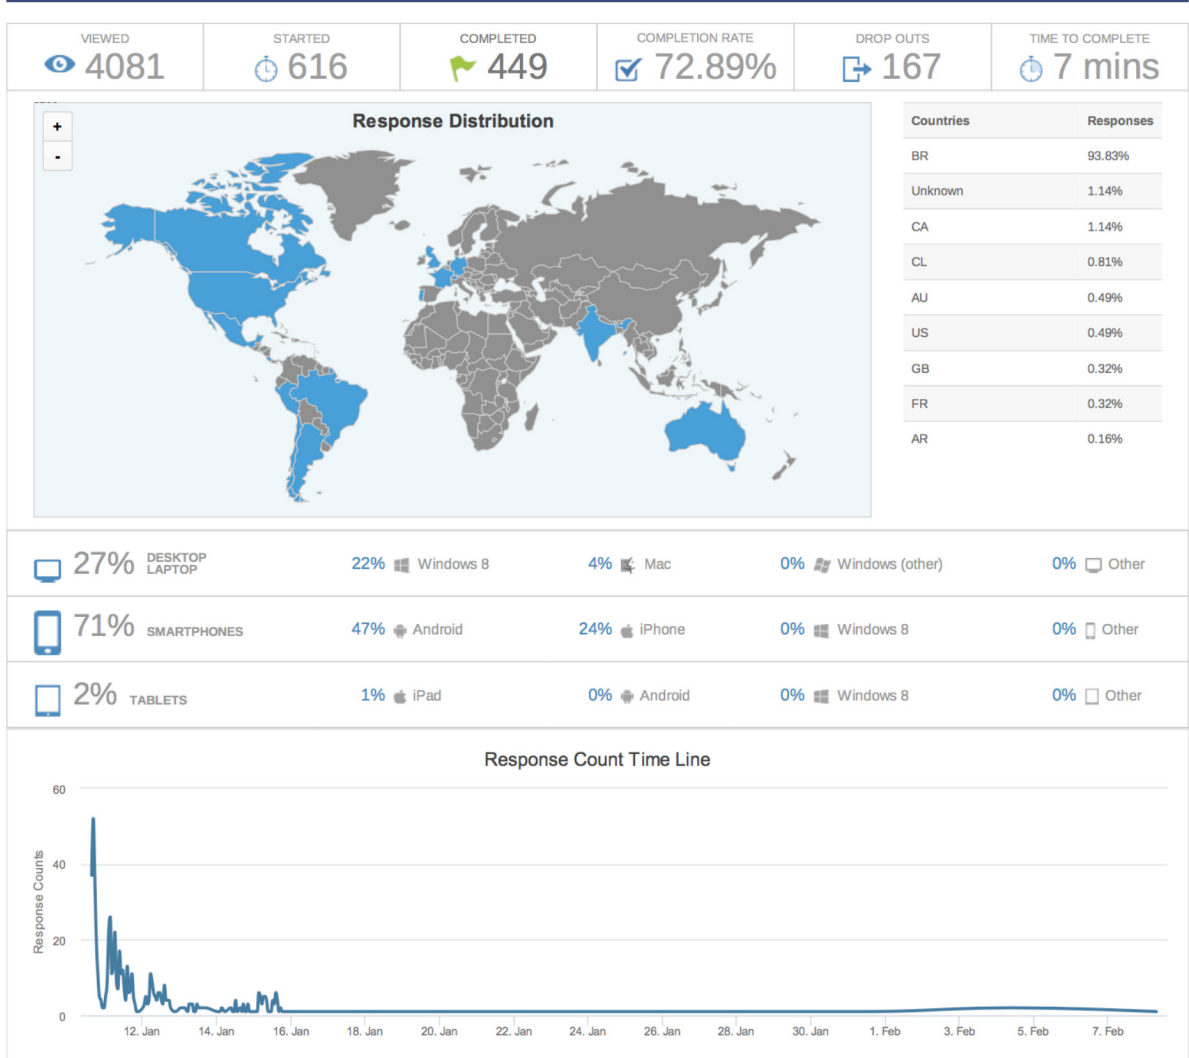 VIEWED
4081
STARTED
616
COMPLETED
449
COMPLETION RATE
72.89%
DROP OUTS
167
TIME TO COMPLETE
7 mins
+
-
Response Distribution
Countries Responses
BR 93.83%
Unknown 1.14%
CA 1.14%
CL 0.81%
AU 0.49%
US 0.49%
GB 0.32%
FR 0.32%
AR 0.16%
27% DESKTOP
LAPTOP
22% Windows 8
4% Mac
0% Windows (other)
0% Other
71% SMARTPHONES
47% Android
24% iPhone
0% Windows 8
0% Other
2% TABLETS
1% iPad
0% Android
0% Windows 8
0% Other
Response Count Time Line
Response Counts
60
40
20
0
12. Jan 14. Jan 16. Jan 18. Jan 20. Jan 22. Jan 24. Jan 26. Jan 28. Jan 30. Jan 1. Feb 3. Feb 5. Feb 7. Feb